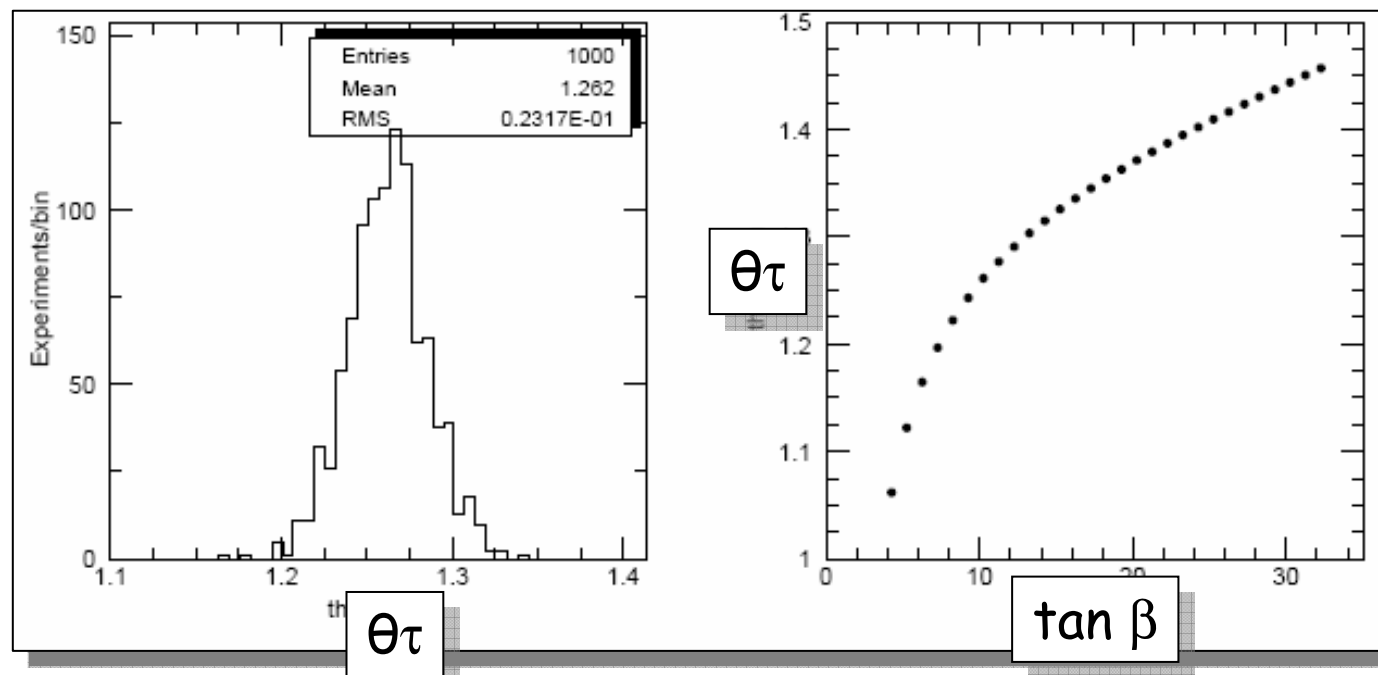 150
100
50
0
Experiments/bin
Entries 1000
Mean 1.262
RMS 0.2317E-01
1.1 1.2 1.3 1.4
th
θτ
1.5
1.4
1.2
1.1
1
θτ
0 10 20 30
tan β